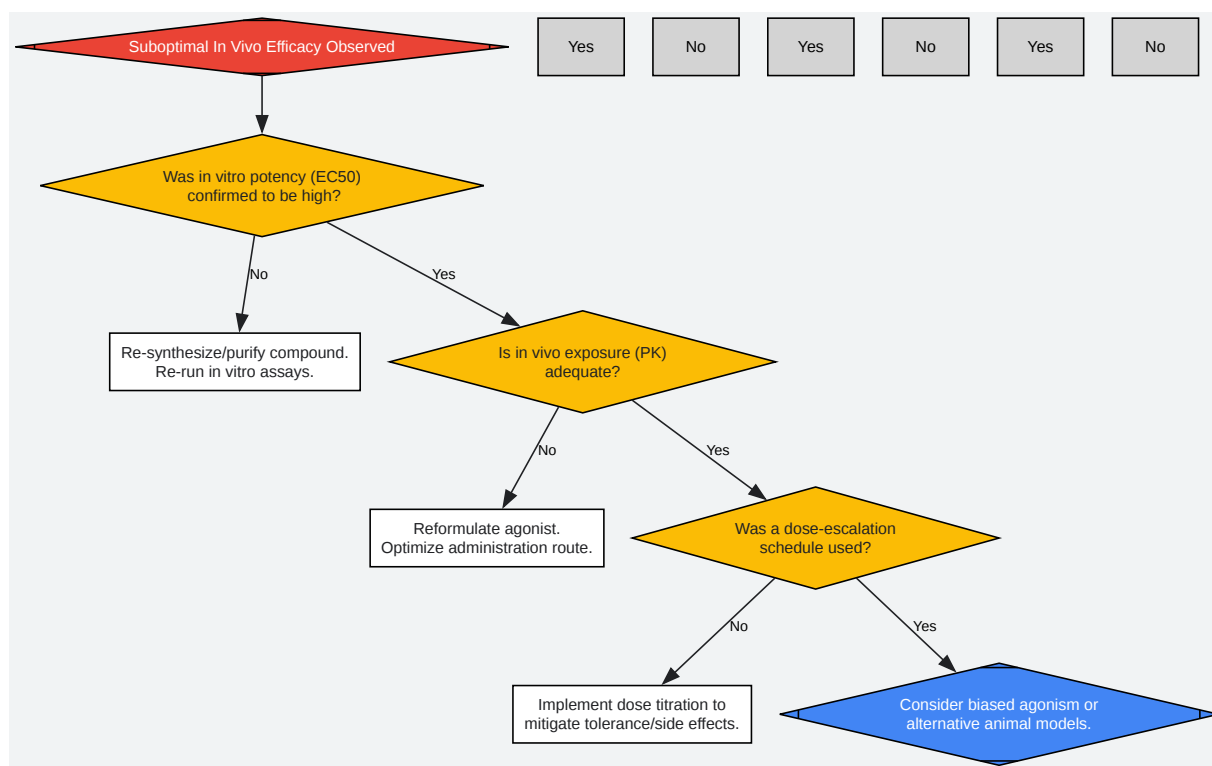 Suboptimal In Vivo Efficacy Observed
Yes
No
Yes
No
Yes
No
Was in vitro potency (EC50)
confirmed to be high?
No
Yes
Re-synthesize/purify compound.
Re-run in vitro assays.
Is in vivo exposure (PK)
adequate?
No
Yes
Reformulate agonist.
Optimize administration route.
Was a dose-escalation
schedule used?
No
Yes
Implement dose titration to
mitigate tolerance/side effects.
Consider biased agonism or
alternative animal models.